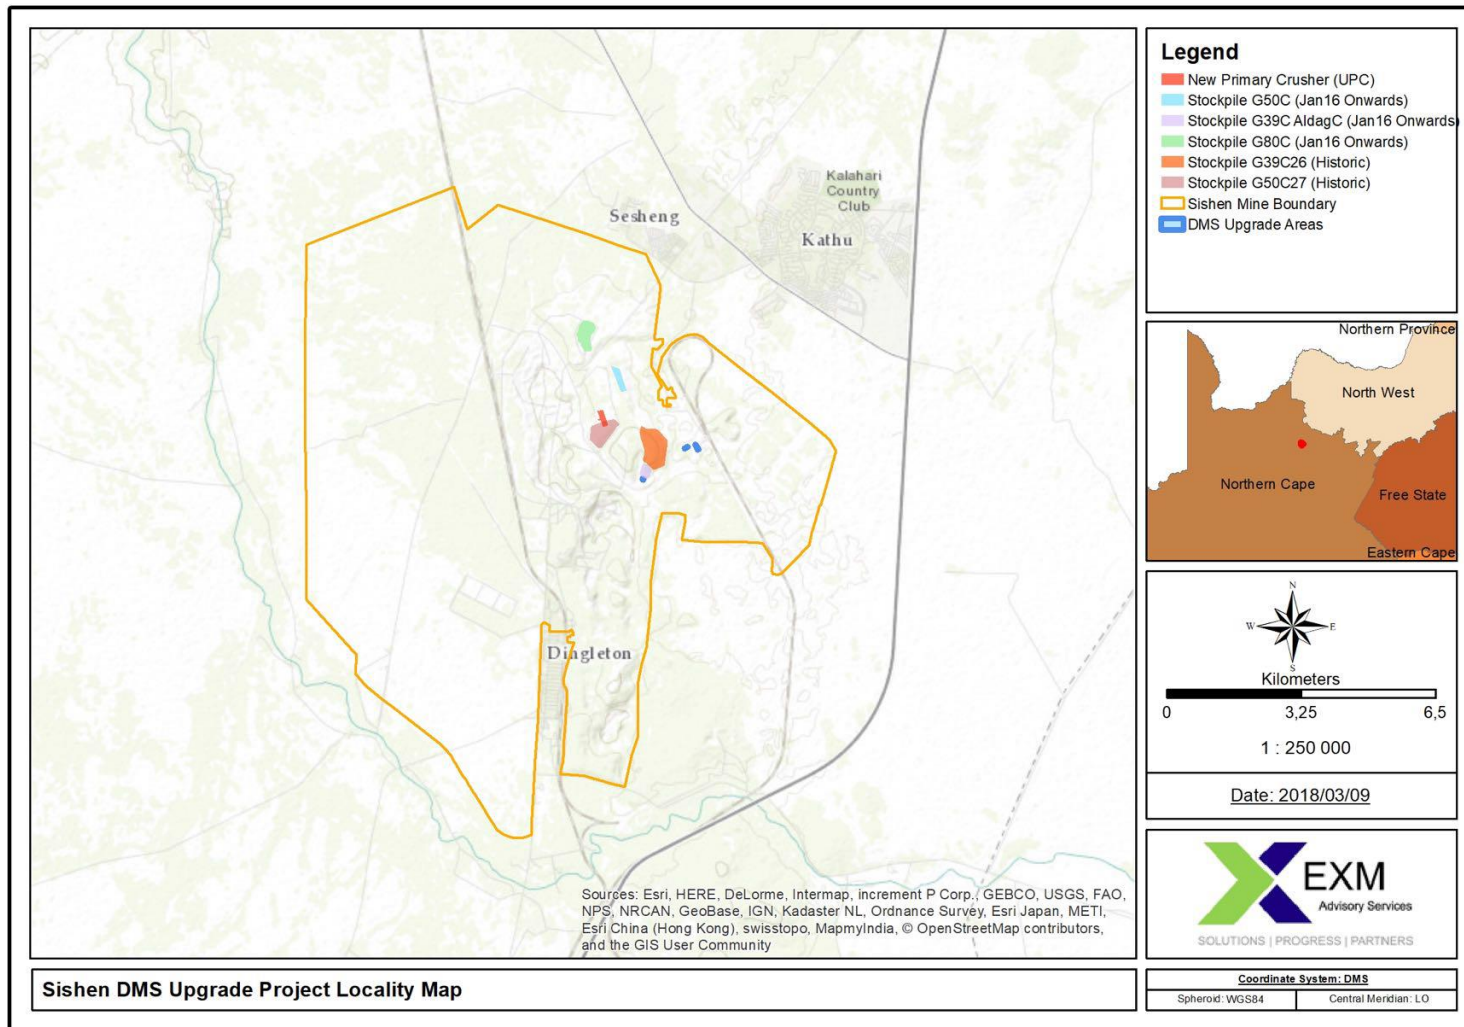 Sesheng
Kalahari
Country
Club
Kathu
Dingleton
Sources: Esri, HERE, DeLorme, Intermap, increment P Corp., GEBCO, USGS, FAO,
NPS, NRCAN, GeoBase, IGN, Kadaster NL, Ordnance Survey, Esri Japan, METI,
Esri China (Hong Kong), swisstopo, MapmyIndia, © OpenStreetMap contributors,
and the GIS User Community
Sishen DMS Upgrade Project Locality Map
Legend
New Primary Crusher (UPC)
Stockpile G50C (Jan16 Onwards)
Stockpile G39C AldagC (Jan16 Onwards)
Stockpile G80C (Jan16 Onwards)
Stockpile G39C26 (Historic)
Stockpile G50C27 (Historic)
Sishen Mine Boundary
DMS Upgrade Areas
Northern Province
North West
Northern Cape
Free State
Eastern Cape
N
W E
S
Kilometers
0 3,25 6,5
1 : 250 000
Date: 2018/03/09
EXM
Advisory Services
SOLUTIONS | PROGRESS | PARTNERS
Coordinate System: DMS
Spheroid: WGS84 Central Meridian: LO